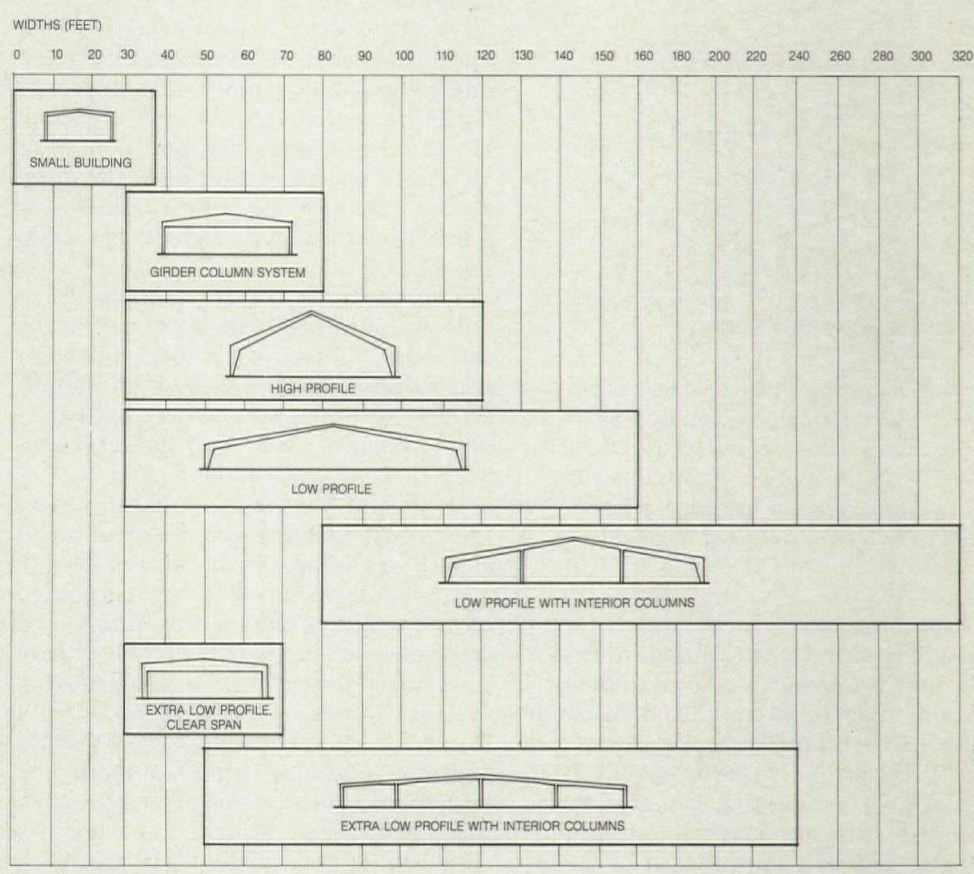 WIDTHS (FEET)
0 10 20 30 40 50 60 70 80 90 100 110 120 130 140 150 160 180 200 220 240 260 280 300 320
SMALL BUILDING
GIRDER COLUMN SYSTEM
HIGH PROFILE
LOW PROFILE
LOW PROFILE WITH INTERIOR COLUMNS
EXTRA LOW PROFILE.
CLEAR SPAN
EXTRA LOW PROFILE WITH INTERIOR COLUMNS